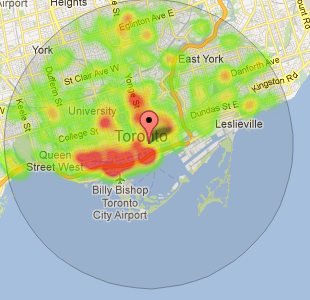 Airport
Heights
Eglinton Ave E
York
Yonge St
East York
St Clair Ave W
Danforth Ave
Kingston Rd
Dufferin St
University
Keele St
Dundas St E
College St
Toronto
Leslieville
Queen
Street West
Billy Bishop
Toronto
City Airport